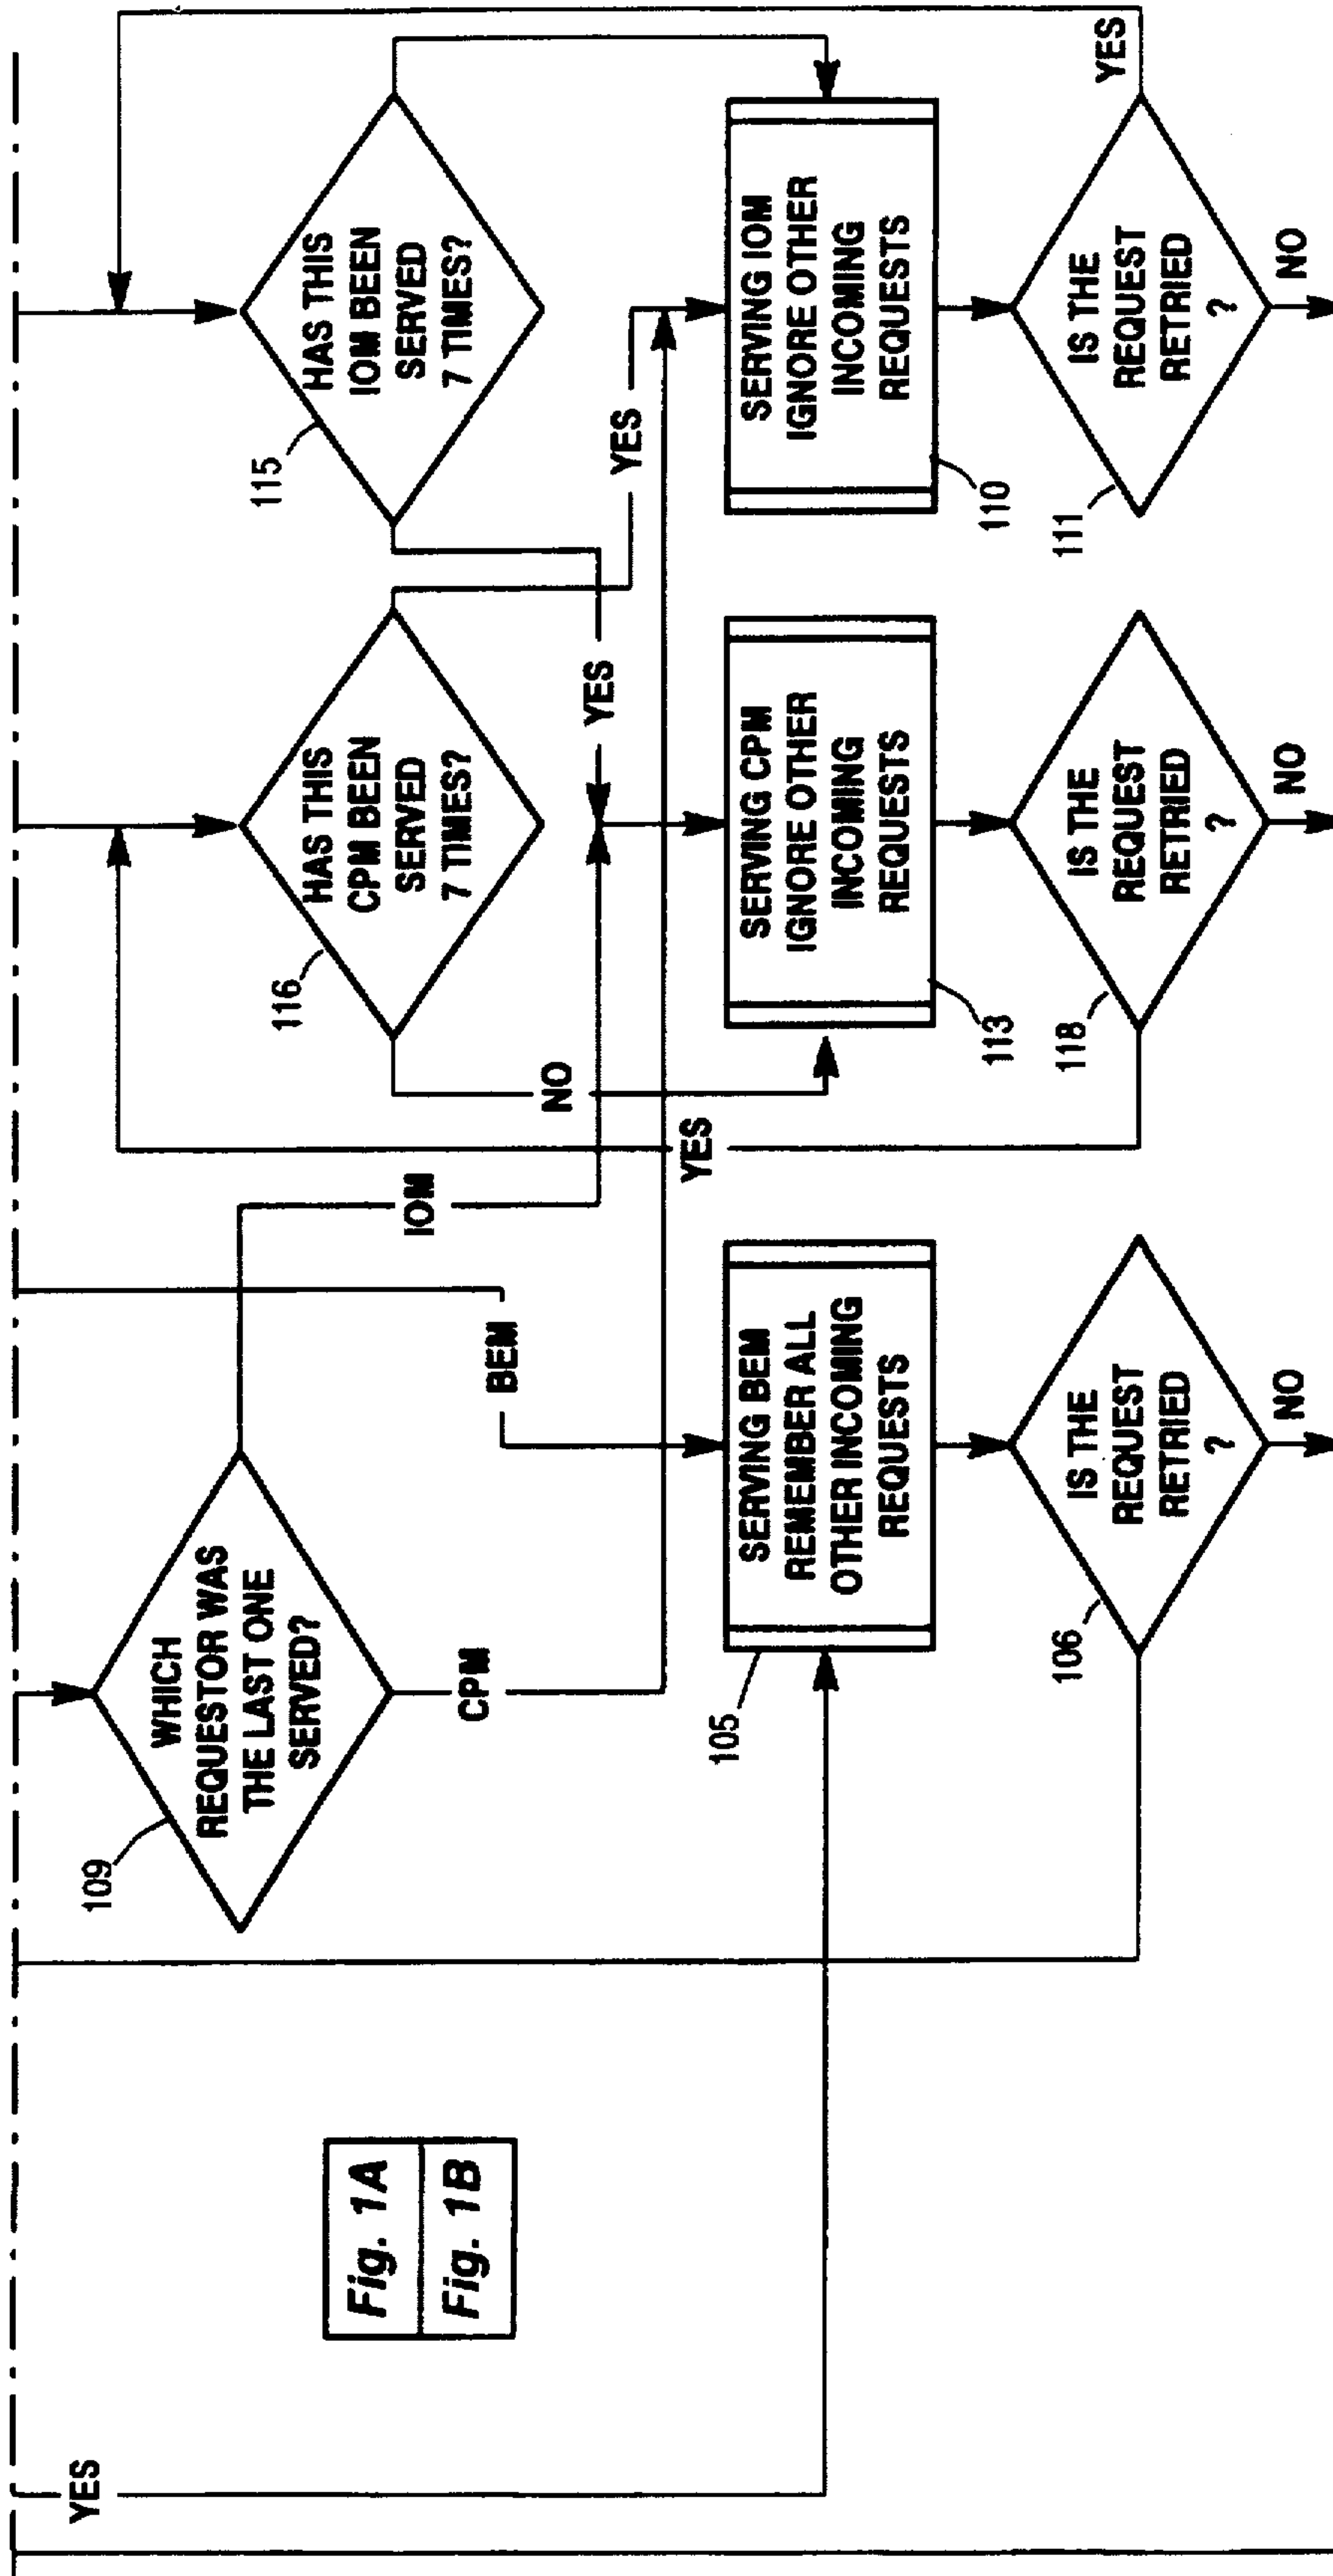 YES
Fig. 1A
Fig. 1B
109
WHICH
REQUESTOR WAS
THE LAST ONE
SERVED?
CPM
IOM
BEM
116
HAS THIS
CPM BEEN
SERVED
7 TIMES?
NO
YES
115
HAS THIS
IOM BEEN
SERVED
7 TIMES?
YES
105
SERVING BEM
REMEMBER ALL
OTHER INCOMING
REQUESTS
YES
113
SERVING CPM
IGNORE OTHER
INCOMING
REQUESTS
110
SERVING IOM
IGNORE OTHER
INCOMING
REQUESTS
106
IS THE
REQUEST
RETRIED
?
NO
118
IS THE
REQUEST
RETRIED
?
NO
111
IS THE
REQUEST
RETRIED
?
NO
YES